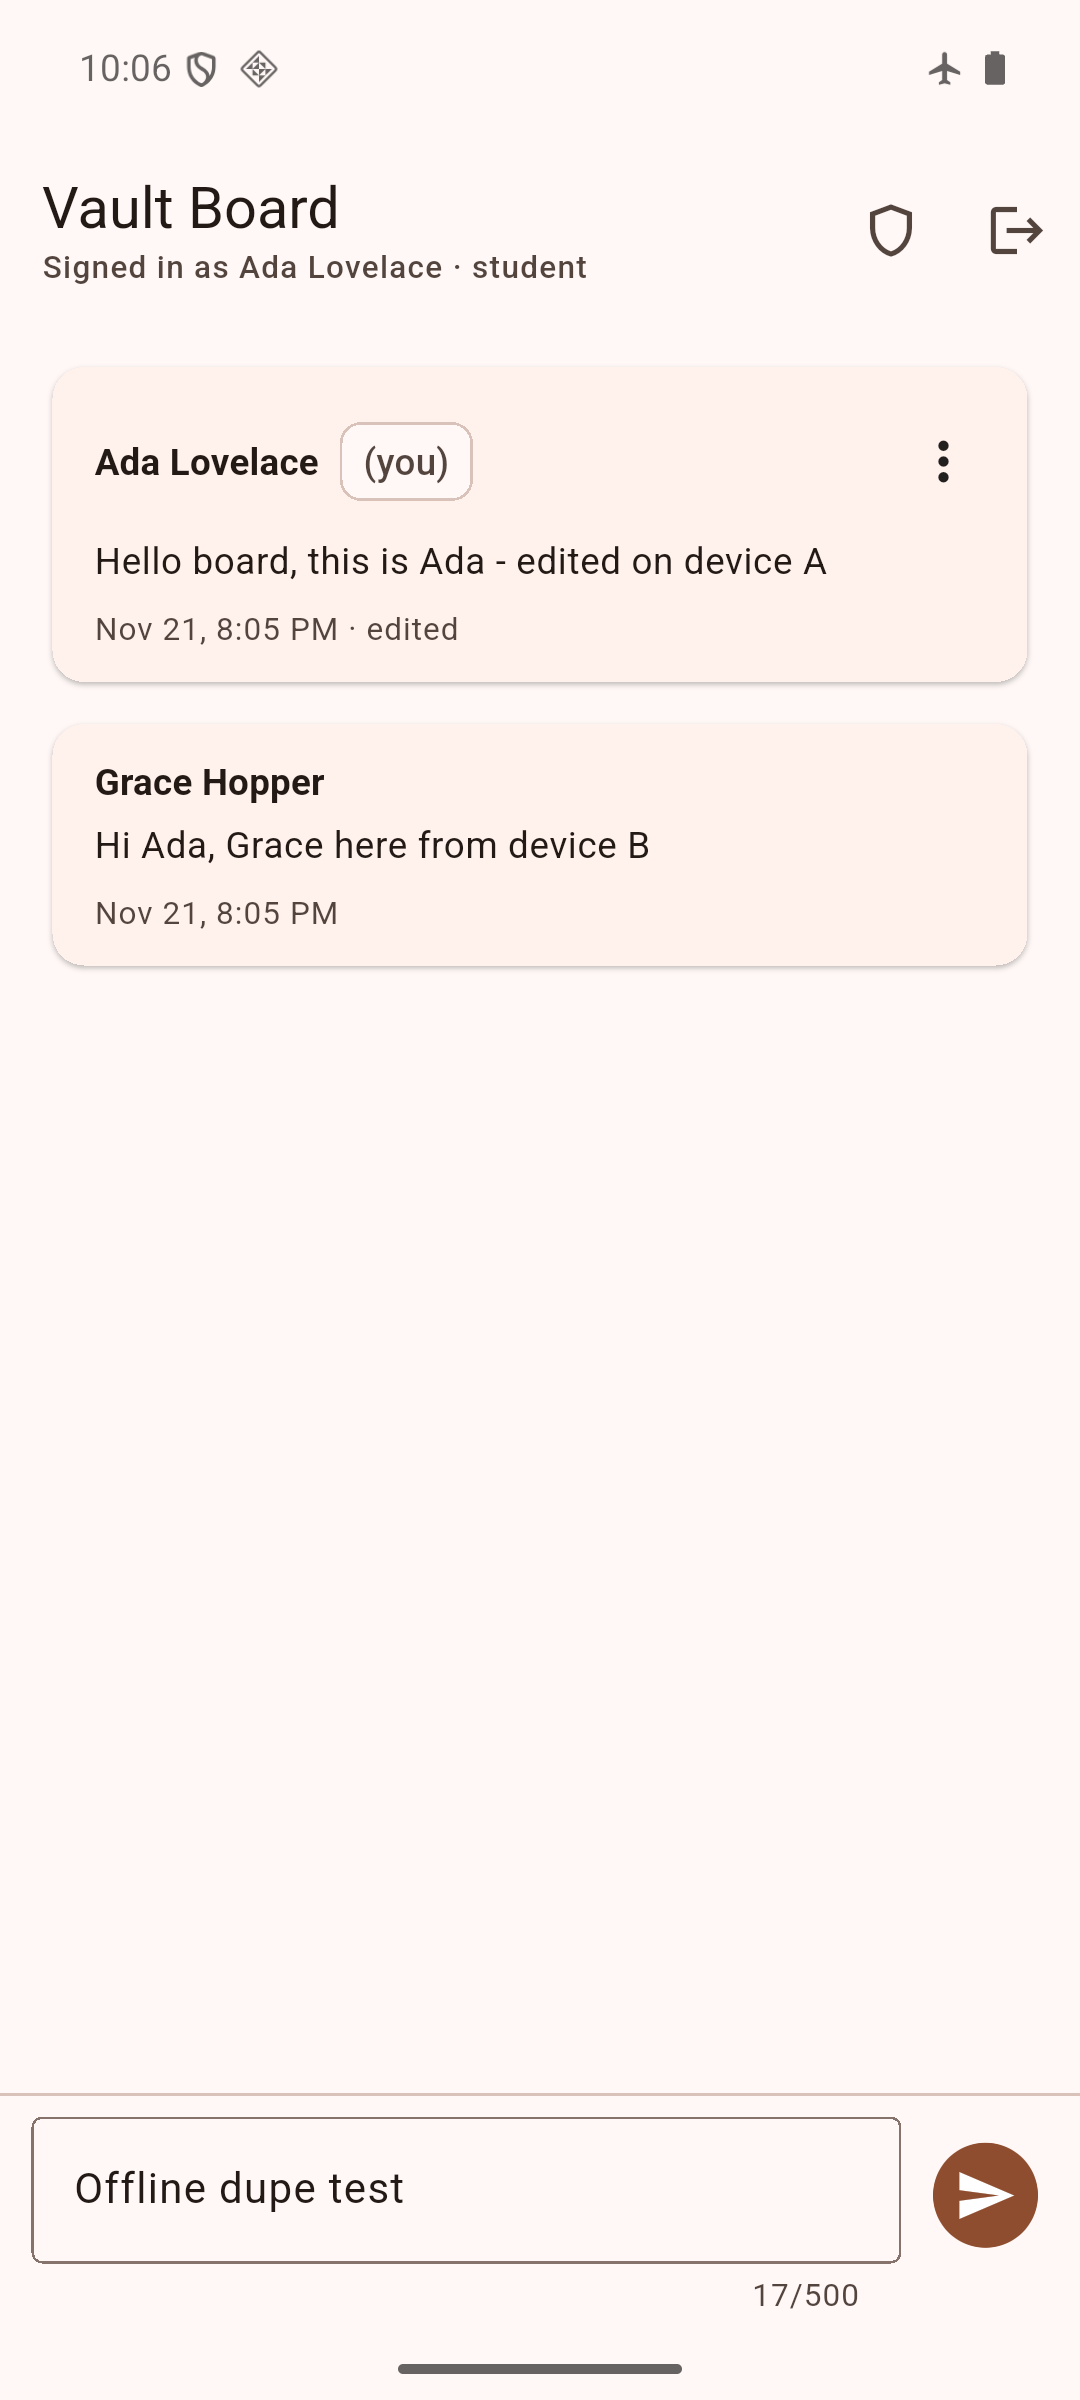 10:06
Vault Board
Signed in as Ada Lovelace · student
Ada Lovelace (you)
Hello board, this is Ada - edited on device A
Nov 21, 8:05 PM · edited
Grace Hopper
Hi Ada, Grace here from device B
Nov 21, 8:05 PM
Offline dupe test
17/500